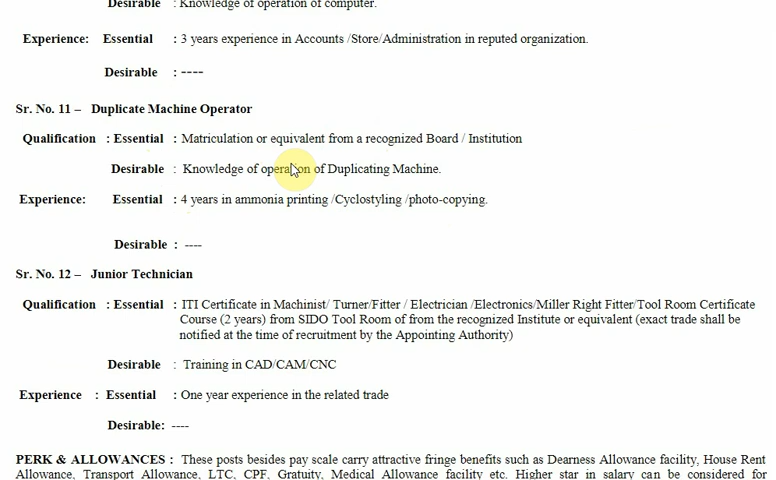 Desirable : Knowledge of operation of computer.
Experience: Essential : 3 years experience in Accounts /Store/Administration in reputed organization.
Desirable : ----
Sr. No. 11 – Duplicate Machine Operator
Qualification : Essential : Matriculation or equivalent from a recognized Board / Institution
Desirable : Knowledge of operation of Duplicating Machine.
Experience: Essential : 4 years in ammonia printing /Cyclostyling /photo-copying.
Desirable : ----
Sr. No. 12 – Junior Technician
Qualification : Essential : ITI Certificate in Machinist/ Turner/Fitter / Electrician /Electronics/Miller Right Fitter/Tool Room Certificate
Course (2 years) from SIDO Tool Room of from the recognized Institute or equivalent (exact trade shall be
notified at the time of recruitment by the Appointing Authority)
Desirable : Training in CAD/CAM/CNC
Experience : Essential : One year experience in the related trade
Desirable: ----
PERK & ALLOWANCES : These posts besides pay scale carry attractive fringe benefits such as Dearness Allowance facility, House Rent
Allowance, Transport Allowance, LTC, CPF, Gratuity, Medical Allowance facility etc. Higher star in salary can be considered for